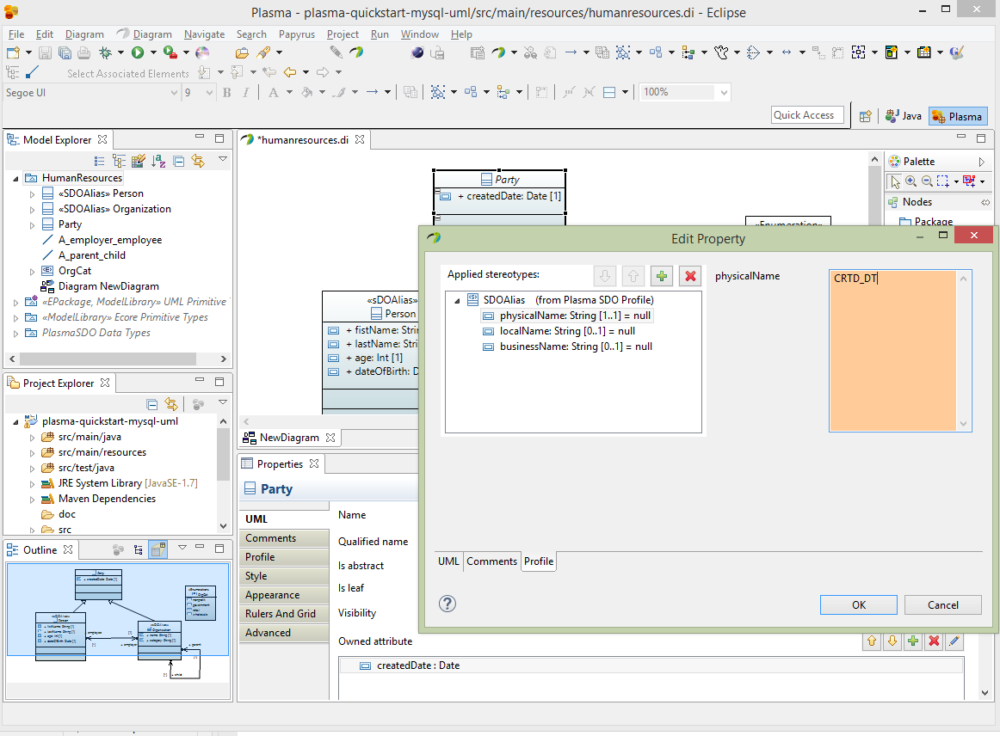 Plasma - plasma-quickstart-mysql-uml/src/main/resources/humanresources.di - Eclipse
File Edit Diagram Diagram Navigate Search Papyrus Project Run Window Help
Select Associated Elements
Segoe UI 9 B I A 100%
Quick Access Java Plasma
Model Explorer
HumanResources
«SDOAlias» Person
«SDOAlias» Organization
Party
A_employer_employee
A_parent_child
OrgCat
Diagram NewDiagram
«EPackage, ModelLibrary» UML Primitive
«ModelLibrary» Ecore Primitive Types
PlasmaSDO Data Types
Project Explorer
plasma-quickstart-mysql-uml
src/main/java
src/main/resources
src/test/java
JRE System Library [JavaSE-1.7]
Maven Dependencies
doc
src
Outline
*humanresources.di
Party
+ createdDate: Date [1]
«Enumeration»
«sDOAlias»
Person
+ fistName: Strin
+ lastName: Stri
+ age: Int [1]
+ dateOfBirth: D
NewDiagram
Palette
Nodes
Package
Properties
Party
UML
Comments
Profile
Style
Appearance
Rulers And Grid
Advanced
Name
Qualified name
Is abstract
Is leaf
Visibility
Owned attribute
createdDate : Date
Edit Property
Applied stereotypes:
SDOAlias (from Plasma SDO Profile)
physicalName: String [1..1] = null
localName: String [0..1] = null
businessName: String [0..1] = null
physicalName
CRTD_DT
UML Comments Profile
OK Cancel